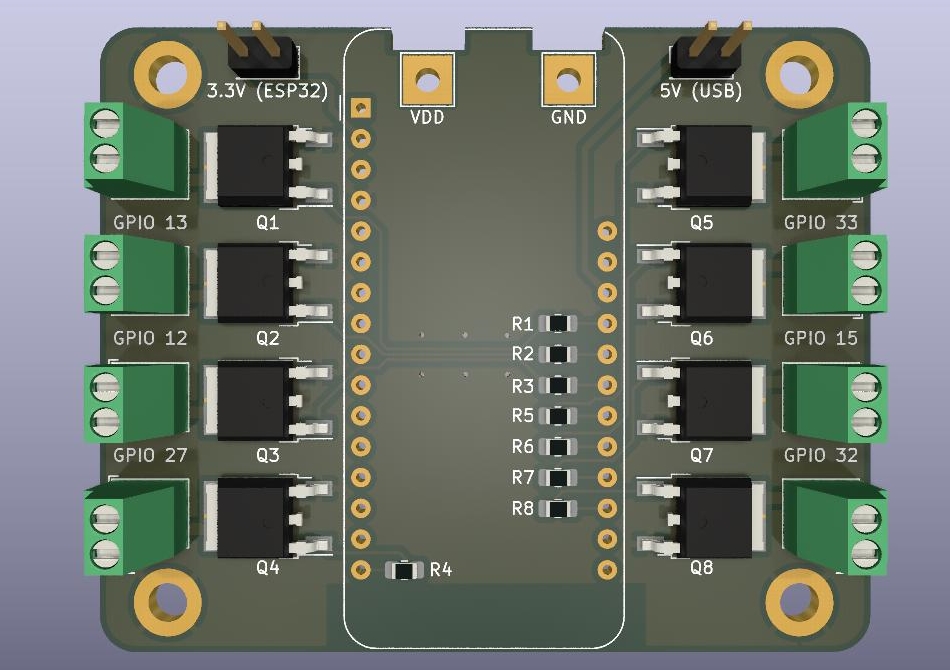 3.3V (ESP32)
5V (USB)
VDD
GND
GPIO 13
Q1
Q5
GPIO 33
R1
GPIO 12
Q2
Q6
GPIO 15
R2
R3
R5
R6
GPIO 27
Q3
Q7
GPIO 32
R7
R8
Q4
R4
Q8